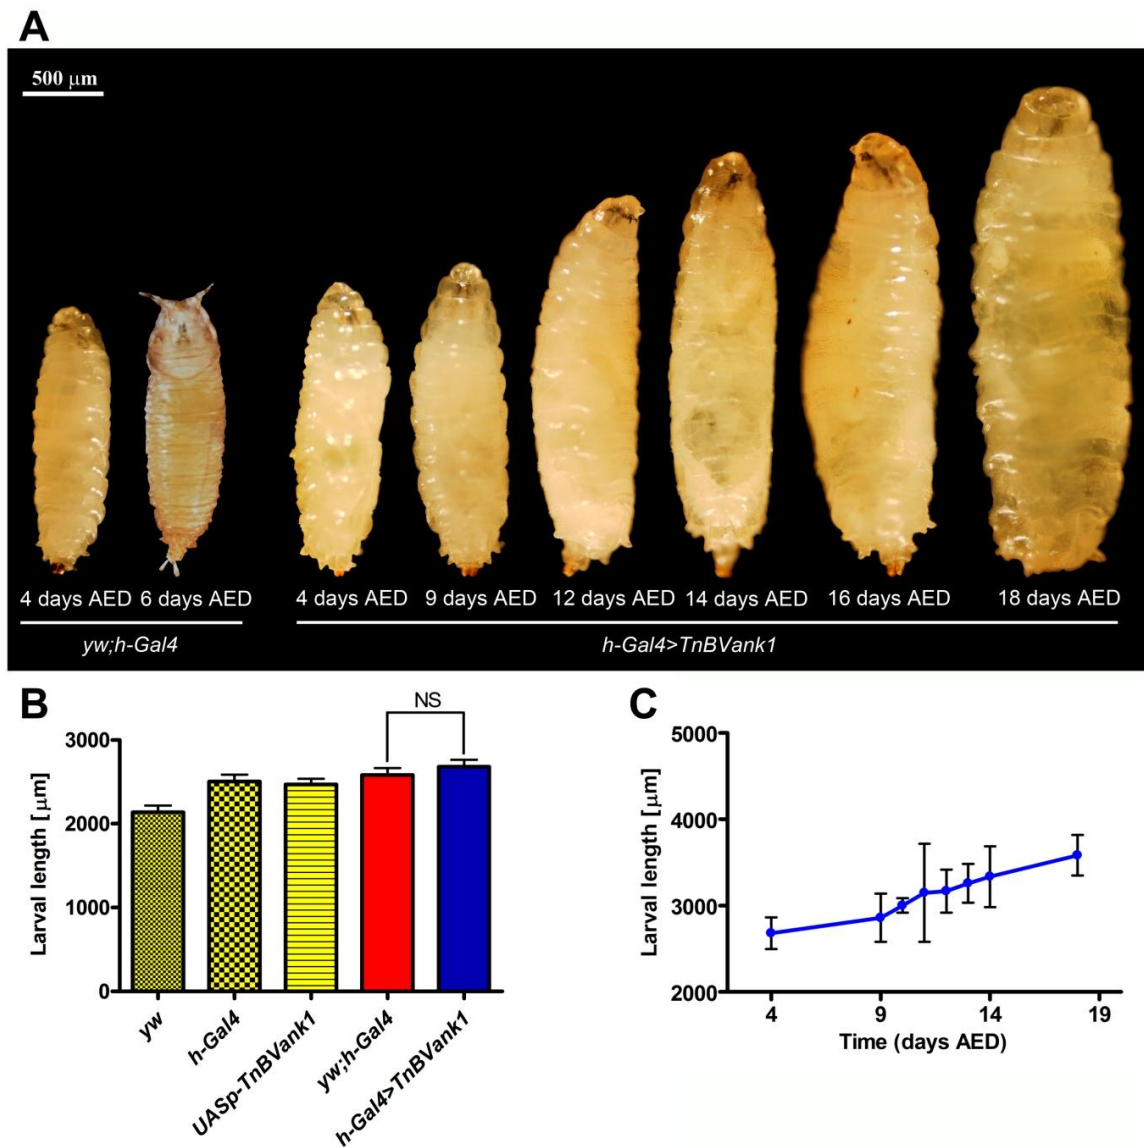 A
500 μm
4 days AED 6 days AED 4 days AED 9 days AED 12 days AED 14 days AED 16 days AED 18 days AED
yw;h-Gal4 h-Gal4>TnBVank1
B
NS
3000
2000
1000
0
Larval length [μm]
yw
h-Gal4
UASp-TnBVank1
yw;h-Gal4
h-Gal4>TnBVank1
C
5000
4000
3000
2000
Larval length [μm]
4 9 14 19
Time (days AED)